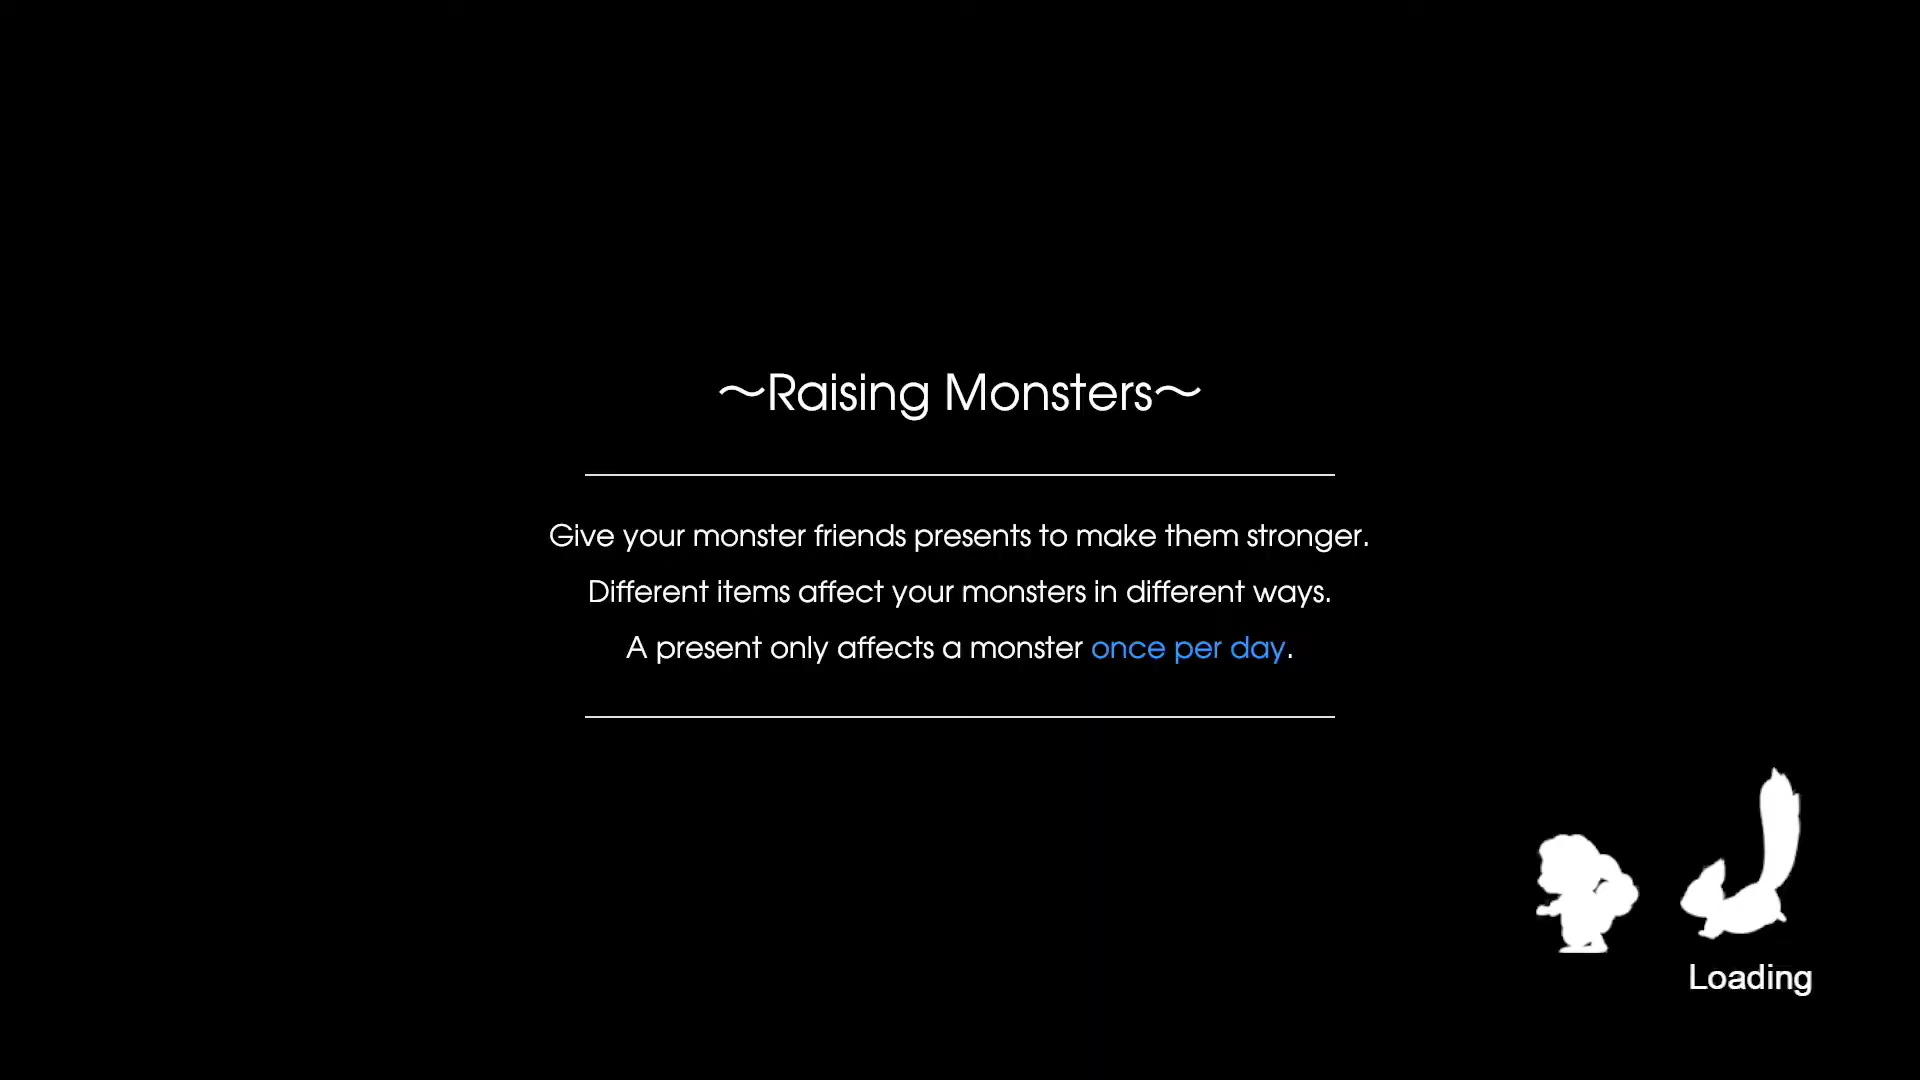 ～Raising Monsters～
Give your monster friends presents to make them stronger.
Different items affect your monsters in different ways.
A present only affects a monster once per day.
Loading